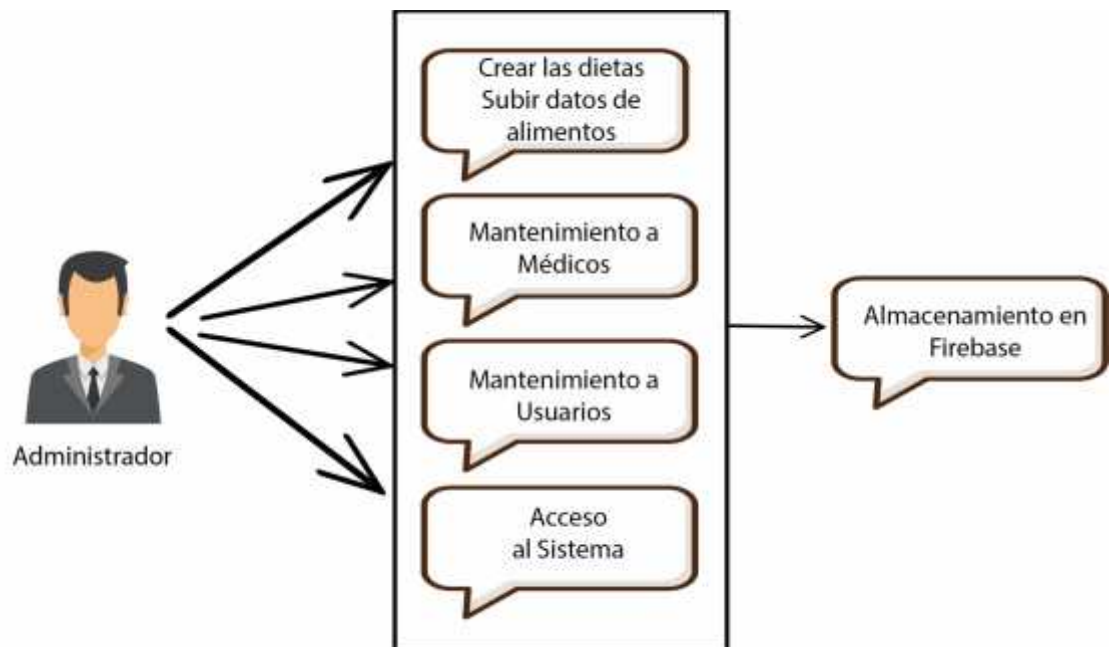 Crear las dietas
Subir datos de
alimentos
Mantenimiento a
Médicos
Mantenimiento a
Usuarios
Acceso
al Sistema
Almacenamiento en
Firebase
Administrador